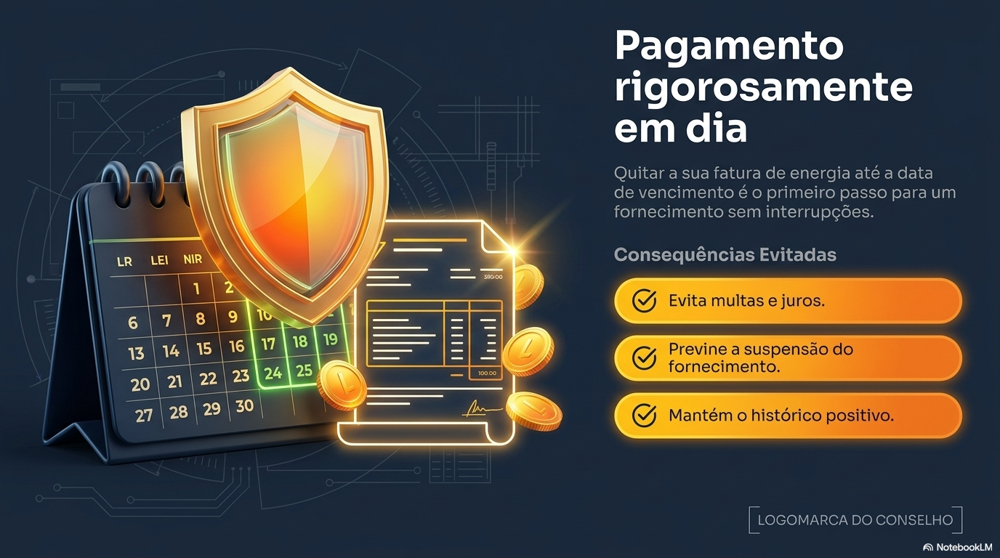 Pagamento
rigorosamente
em dia
Quitar a sua fatura de energia até a data
de vencimento é o primeiro passo para um
fornecimento sem interrupções.
Consequências Evitadas
Evita multas e juros.
Previne a suspensão do
fornecimento.
Mantém o histórico positivo.
LR LEI NIR
1 2
6 7 8 9 10
13 14 15 16 17 18 19
20 21 22 23 24 25
27 28 29 30
100.00
LOGOMARCA DO CONSELHO
NotebookLM